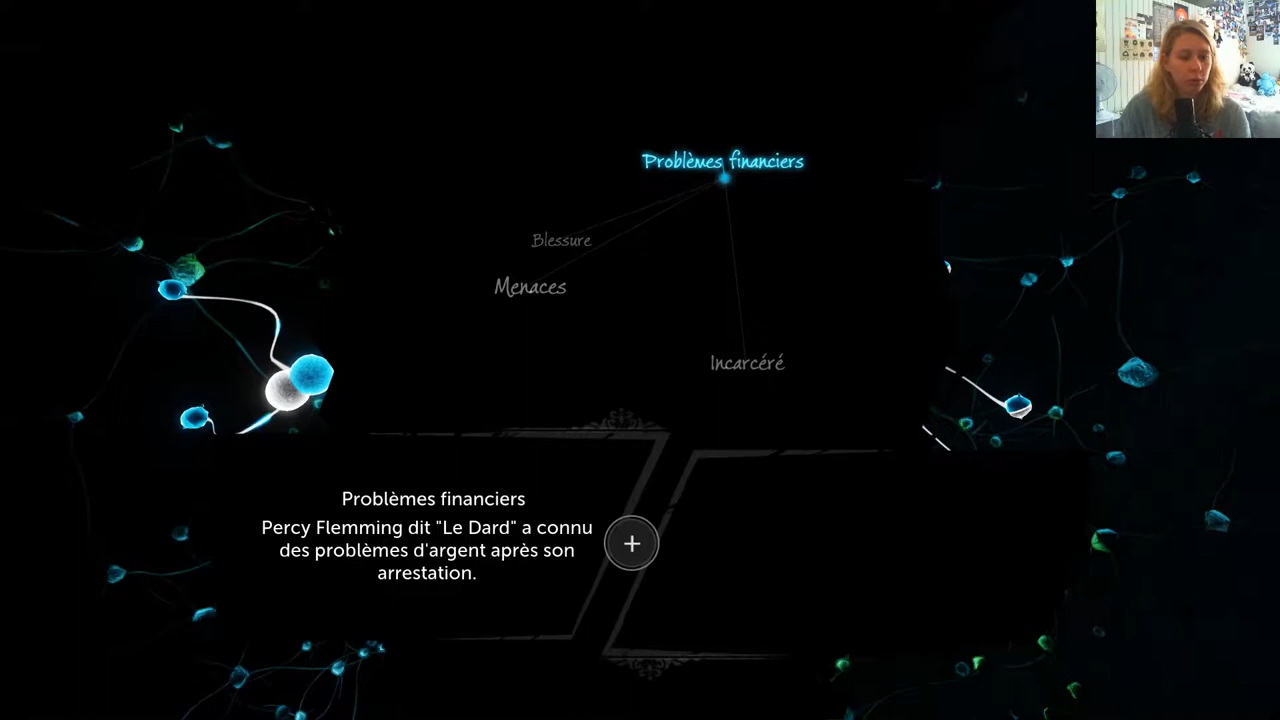 Problèmes financiers
Blessure
Menaces
Incarcéré
Problèmes financiers
Percy Flemming dit "Le Dard" a connu
des problèmes d'argent après son
arrestation.